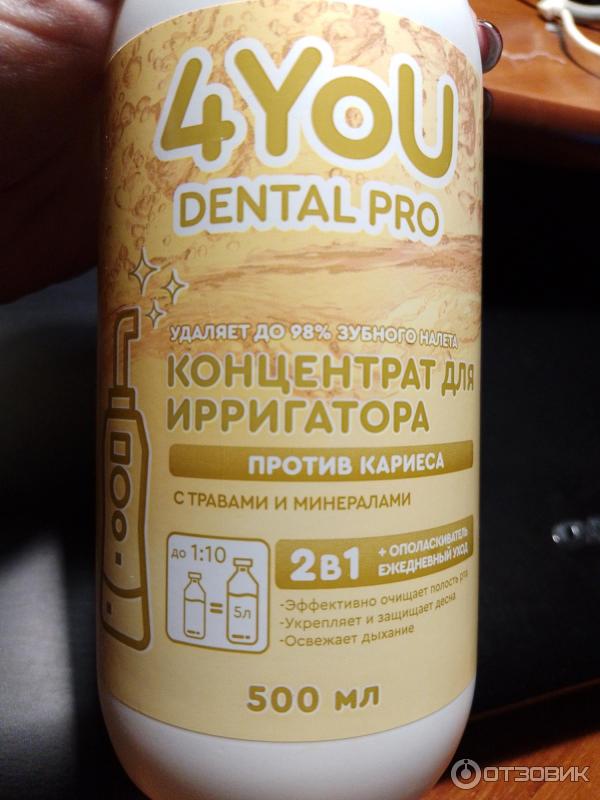 4YOU
DENTAL PRO
УДАЛЯЕТ ДО 98% ЗУБНОГО НАЛЕТА
КОНЦЕНТРАТ ДЛЯ
ИРРИГАТОРА
ПРОТИВ КАРИЕСА
С ТРАВАМИ И МИНЕРАЛАМИ
до 1:10
= 5л
2В1
+ ОПОЛАСКИВАТЕЛЬ
ЕЖЕДНЕВНЫЙ УХОД
-Эффективно очищает полость рта
-Укрепляет и защищает десна
-Освежает дыхание
500 МЛ
ОТЗОВИК